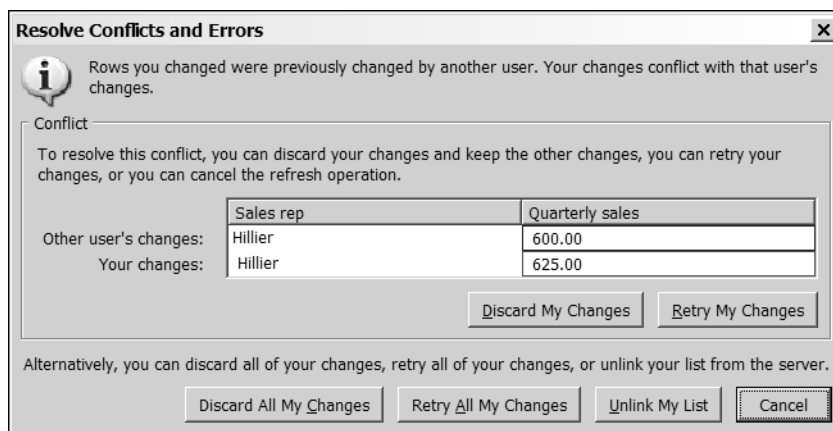 Resolve Conflicts and Errors
Rows you changed were previously changed by another user. Your changes conflict with that user's
changes.
Conflict
To resolve this conflict, you can discard your changes and keep the other changes, you can retry your
changes, or you can cancel the refresh operation.
Sales rep Quarterly sales
Other user's changes: Hillier 600.00
Your changes: Hillier 625.00
Discard My Changes Retry My Changes
Alternatively, you can discard all of your changes, retry all of your changes, or unlink your list from the server.
Discard All My Changes Retry All My Changes Unlink My List Cancel